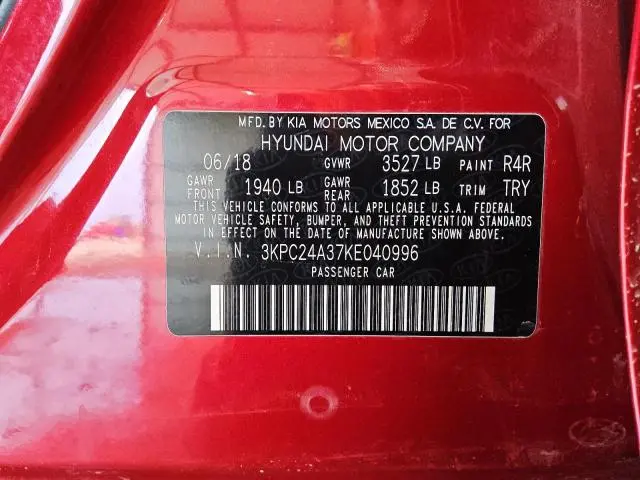 MFD. BY KIA MOTORS MEXICO S.A. DE C.V. FOR
HYUNDAI MOTOR COMPANY
06/18 GVWR 3527 LB PAINT R4R
GAWR FRONT 1940 LB GAWR REAR 1852 LB TRIM TRY
THIS VEHICLE CONFORMS TO ALL APPLICABLE U.S.A. FEDERAL
MOTOR VEHICLE SAFETY, BUMPER, AND THEFT PREVENTION STANDARDS
IN EFFECT ON THE DATE OF MANUFACTURE SHOWN ABOVE.
V.I.N. 3KPC24A37KE040996
PASSENGER CAR